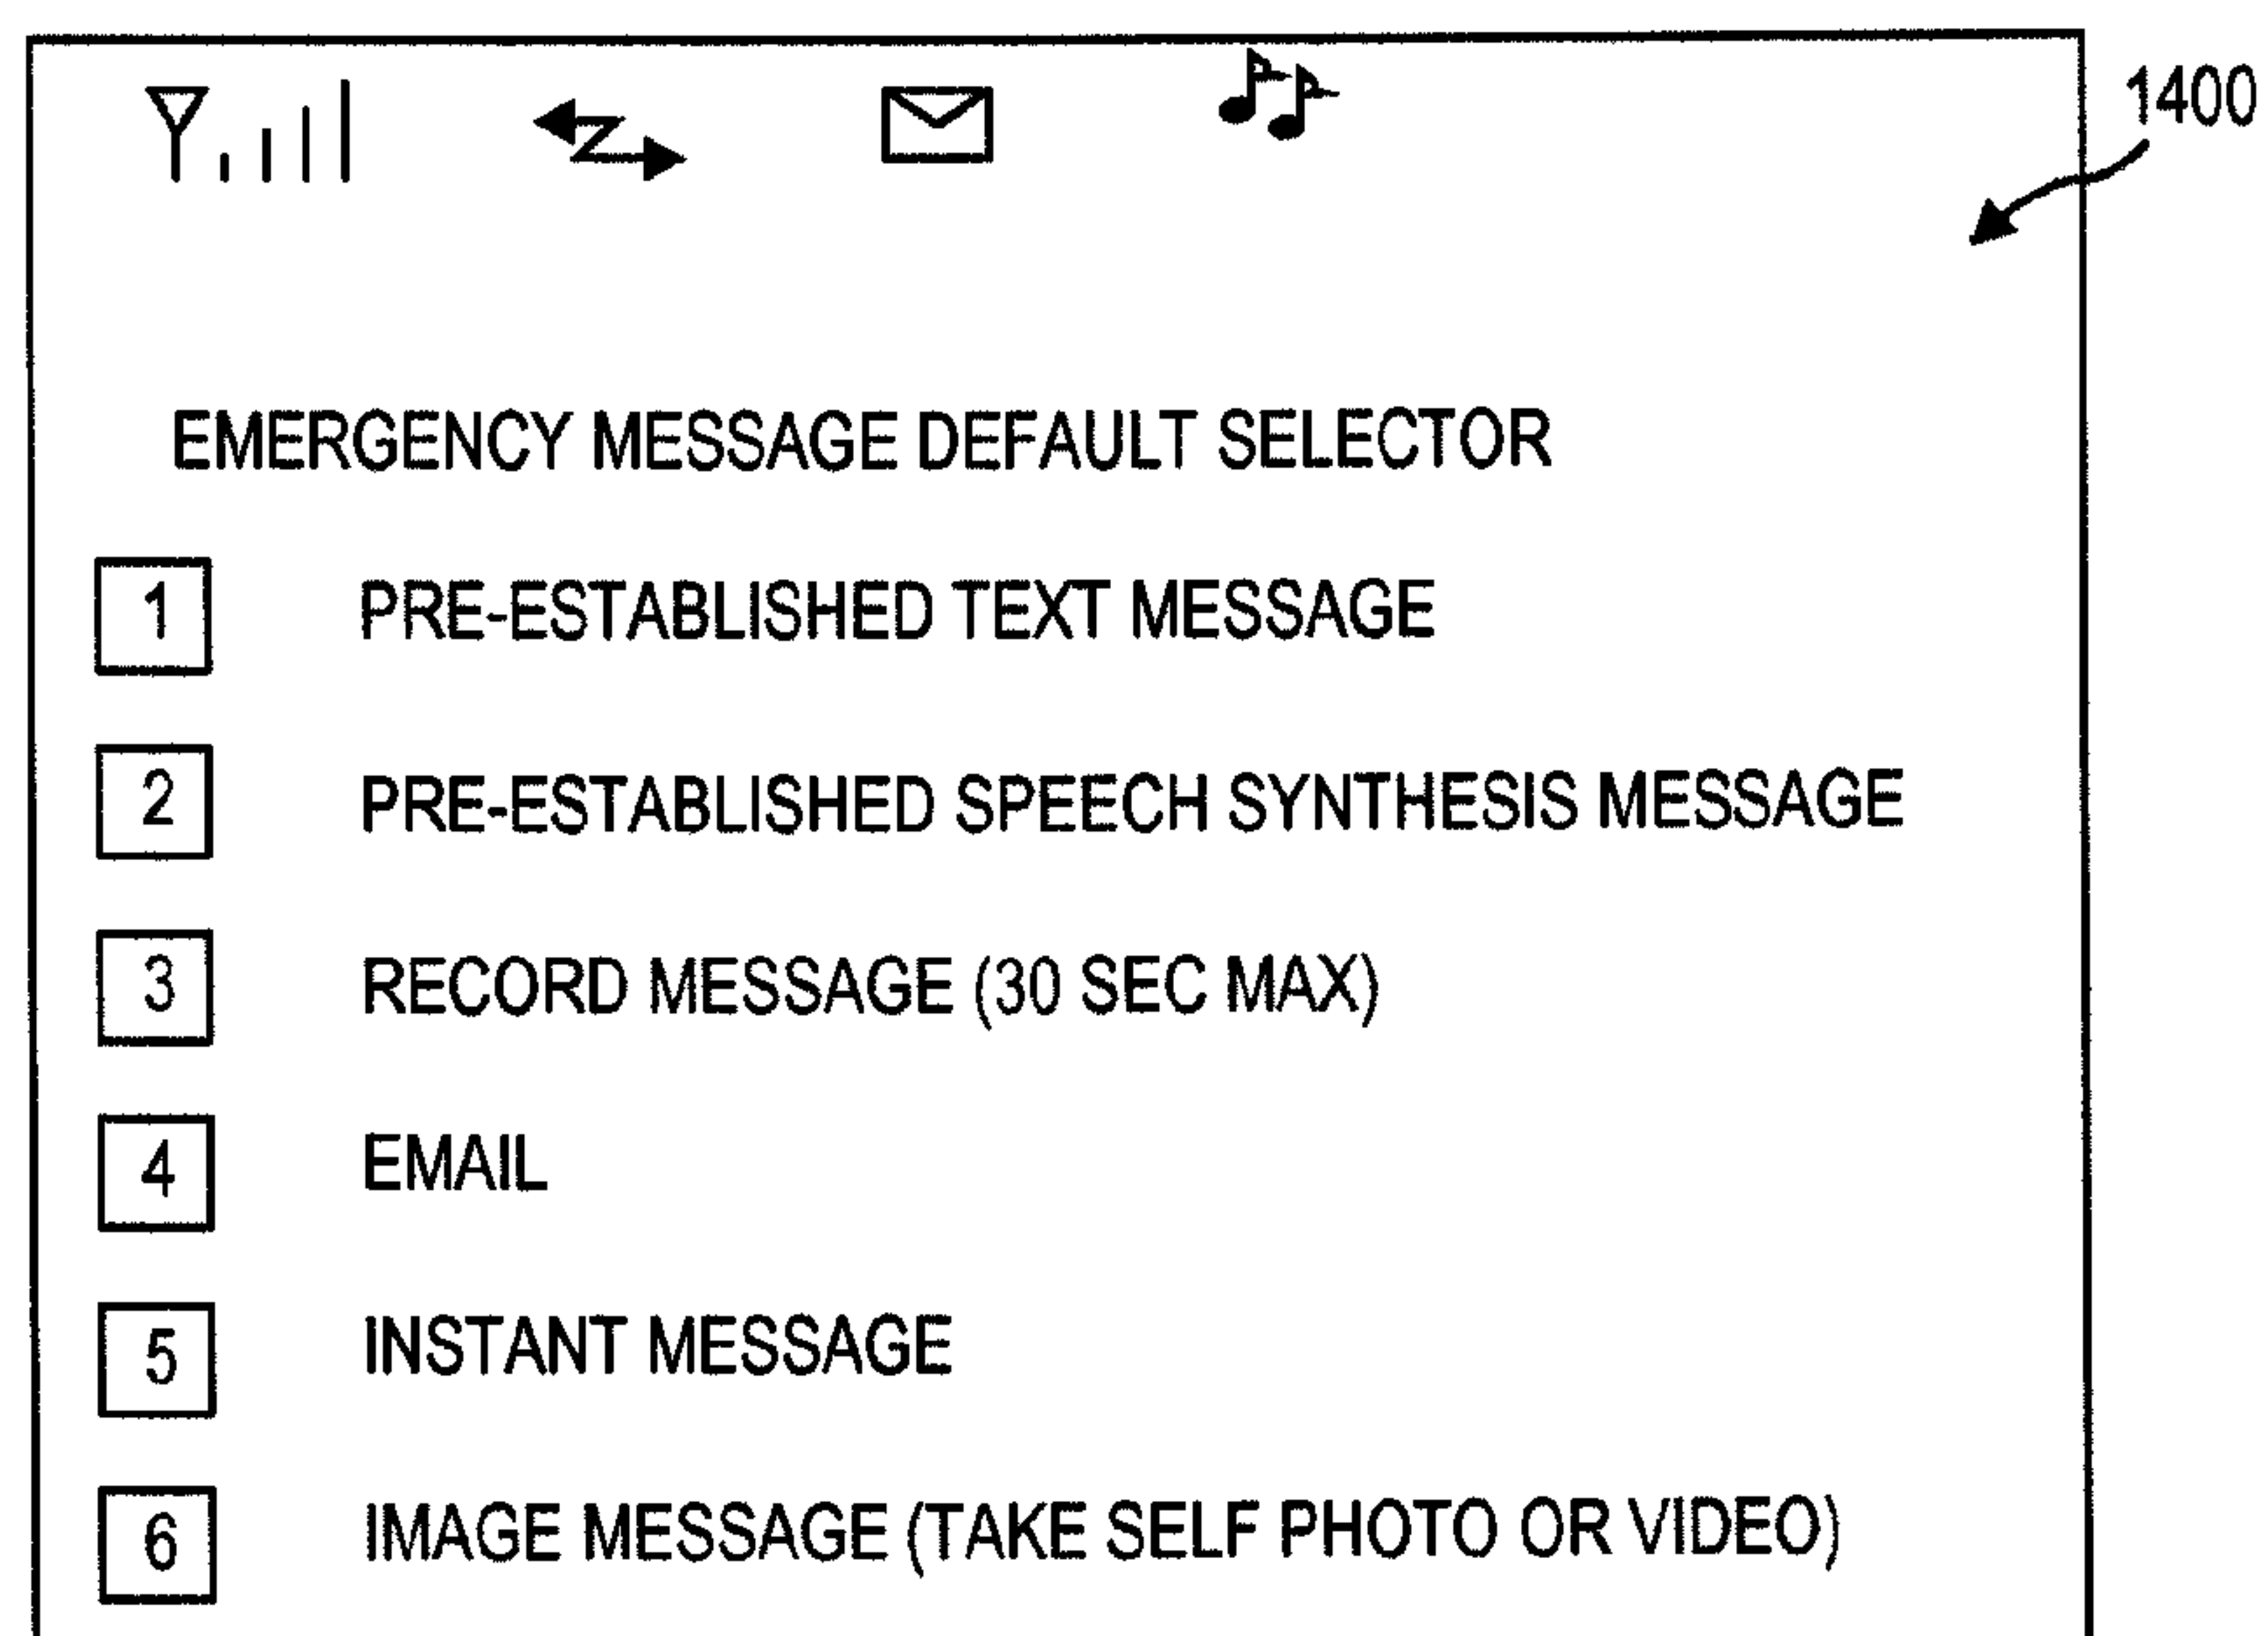 1400
EMERGENCY MESSAGE DEFAULT SELECTOR
1 PRE-ESTABLISHED TEXT MESSAGE
2 PRE-ESTABLISHED SPEECH SYNTHESIS MESSAGE
3 RECORD MESSAGE (30 SEC MAX)
4 EMAIL
5 INSTANT MESSAGE
6 IMAGE MESSAGE (TAKE SELF PHOTO OR VIDEO)